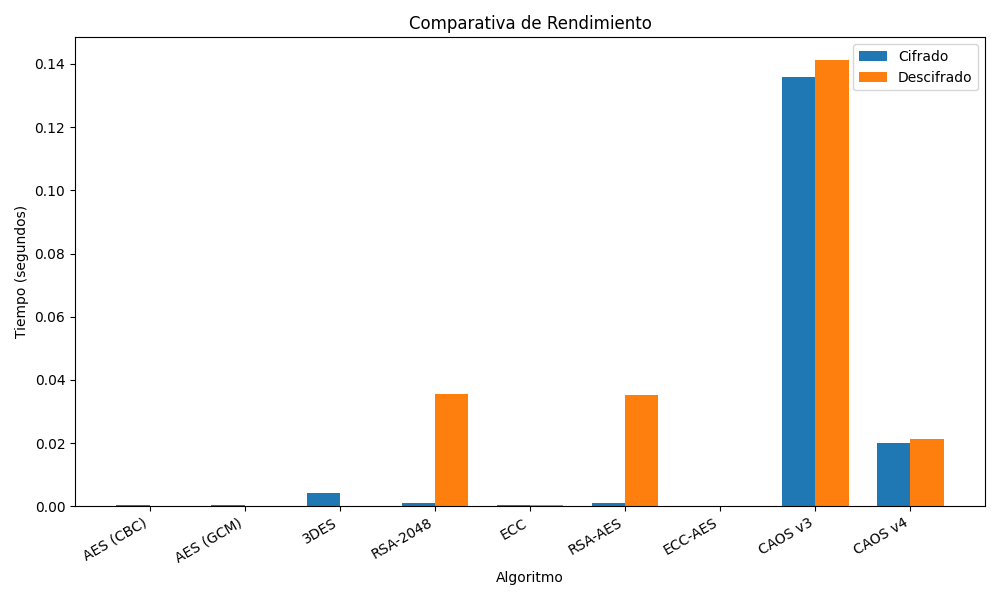 Comparativa de Rendimiento
Cifrado
Descifrado
Tiempo (segundos)
0.14
0.12
0.10
0.08
0.06
0.04
0.02
0.00
AES (CBC)
AES (GCM)
3DES
RSA-2048
ECC
RSA-AES
ECC-AES
CAOS v3
CAOS v4
Algoritmo